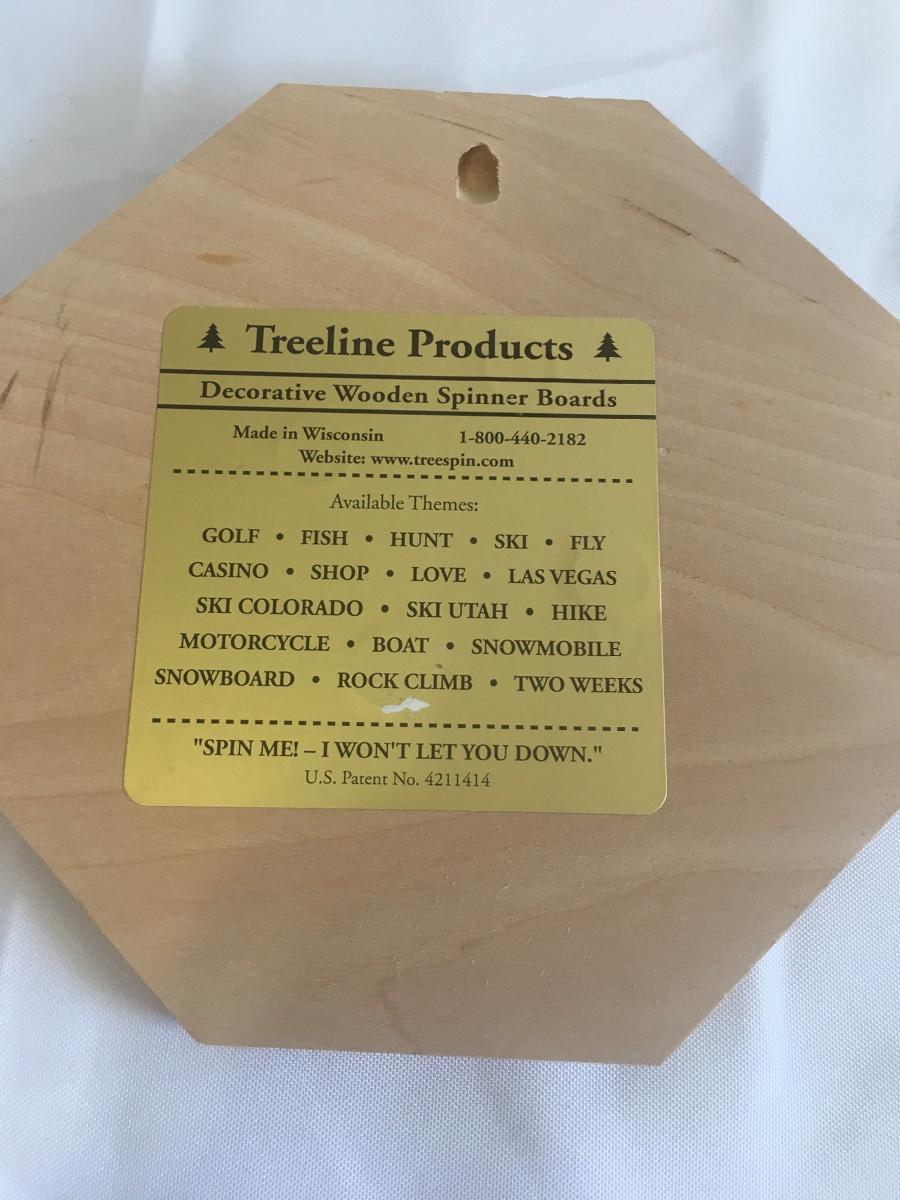 Treeline Products
Decorative Wooden Spinner Boards
Made in Wisconsin 1-800-440-2182
Website: www.treespin.com
Available Themes:
GOLF • FISH • HUNT • SKI • FLY
CASINO • SHOP • LOVE • LAS VEGAS
SKI COLORADO • SKI UTAH • HIKE
MOTORCYCLE • BOAT • SNOWMOBILE
SNOWBOARD • ROCK CLIMB • TWO WEEKS
"SPIN ME! – I WON'T LET YOU DOWN."
U.S. Patent No. 4211414